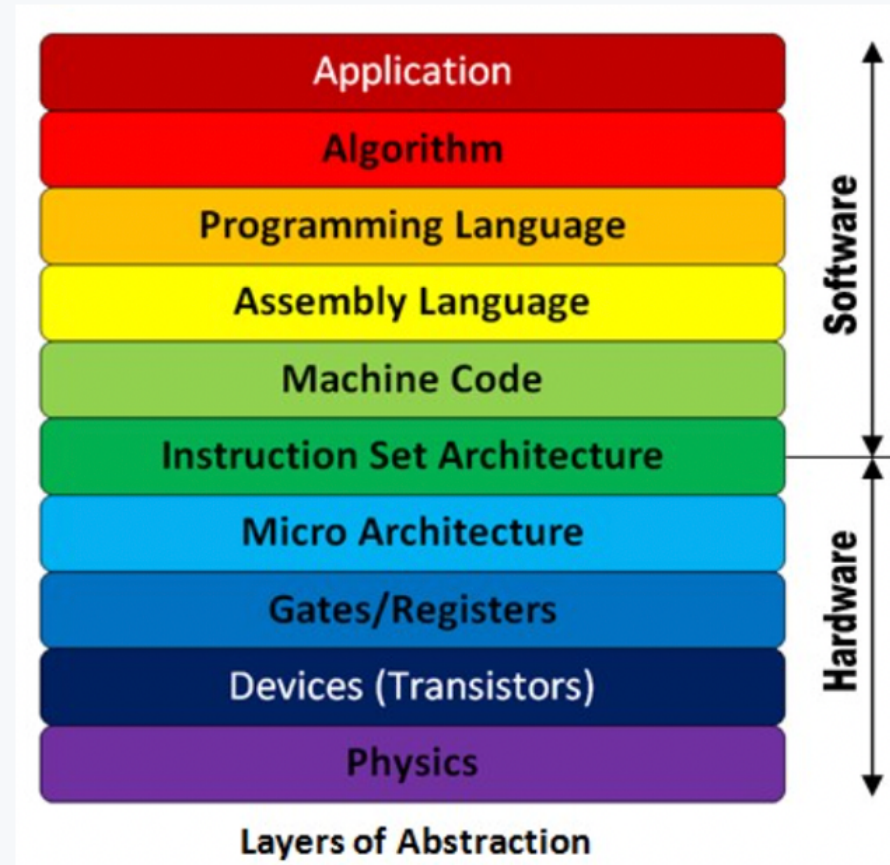 Application
Algorithm
Programming Language
Assembly Language
Machine Code
Instruction Set Architecture
Micro Architecture
Gates/Registers
Devices (Transistors)
Physics
Software
Hardware
Layers of Abstraction